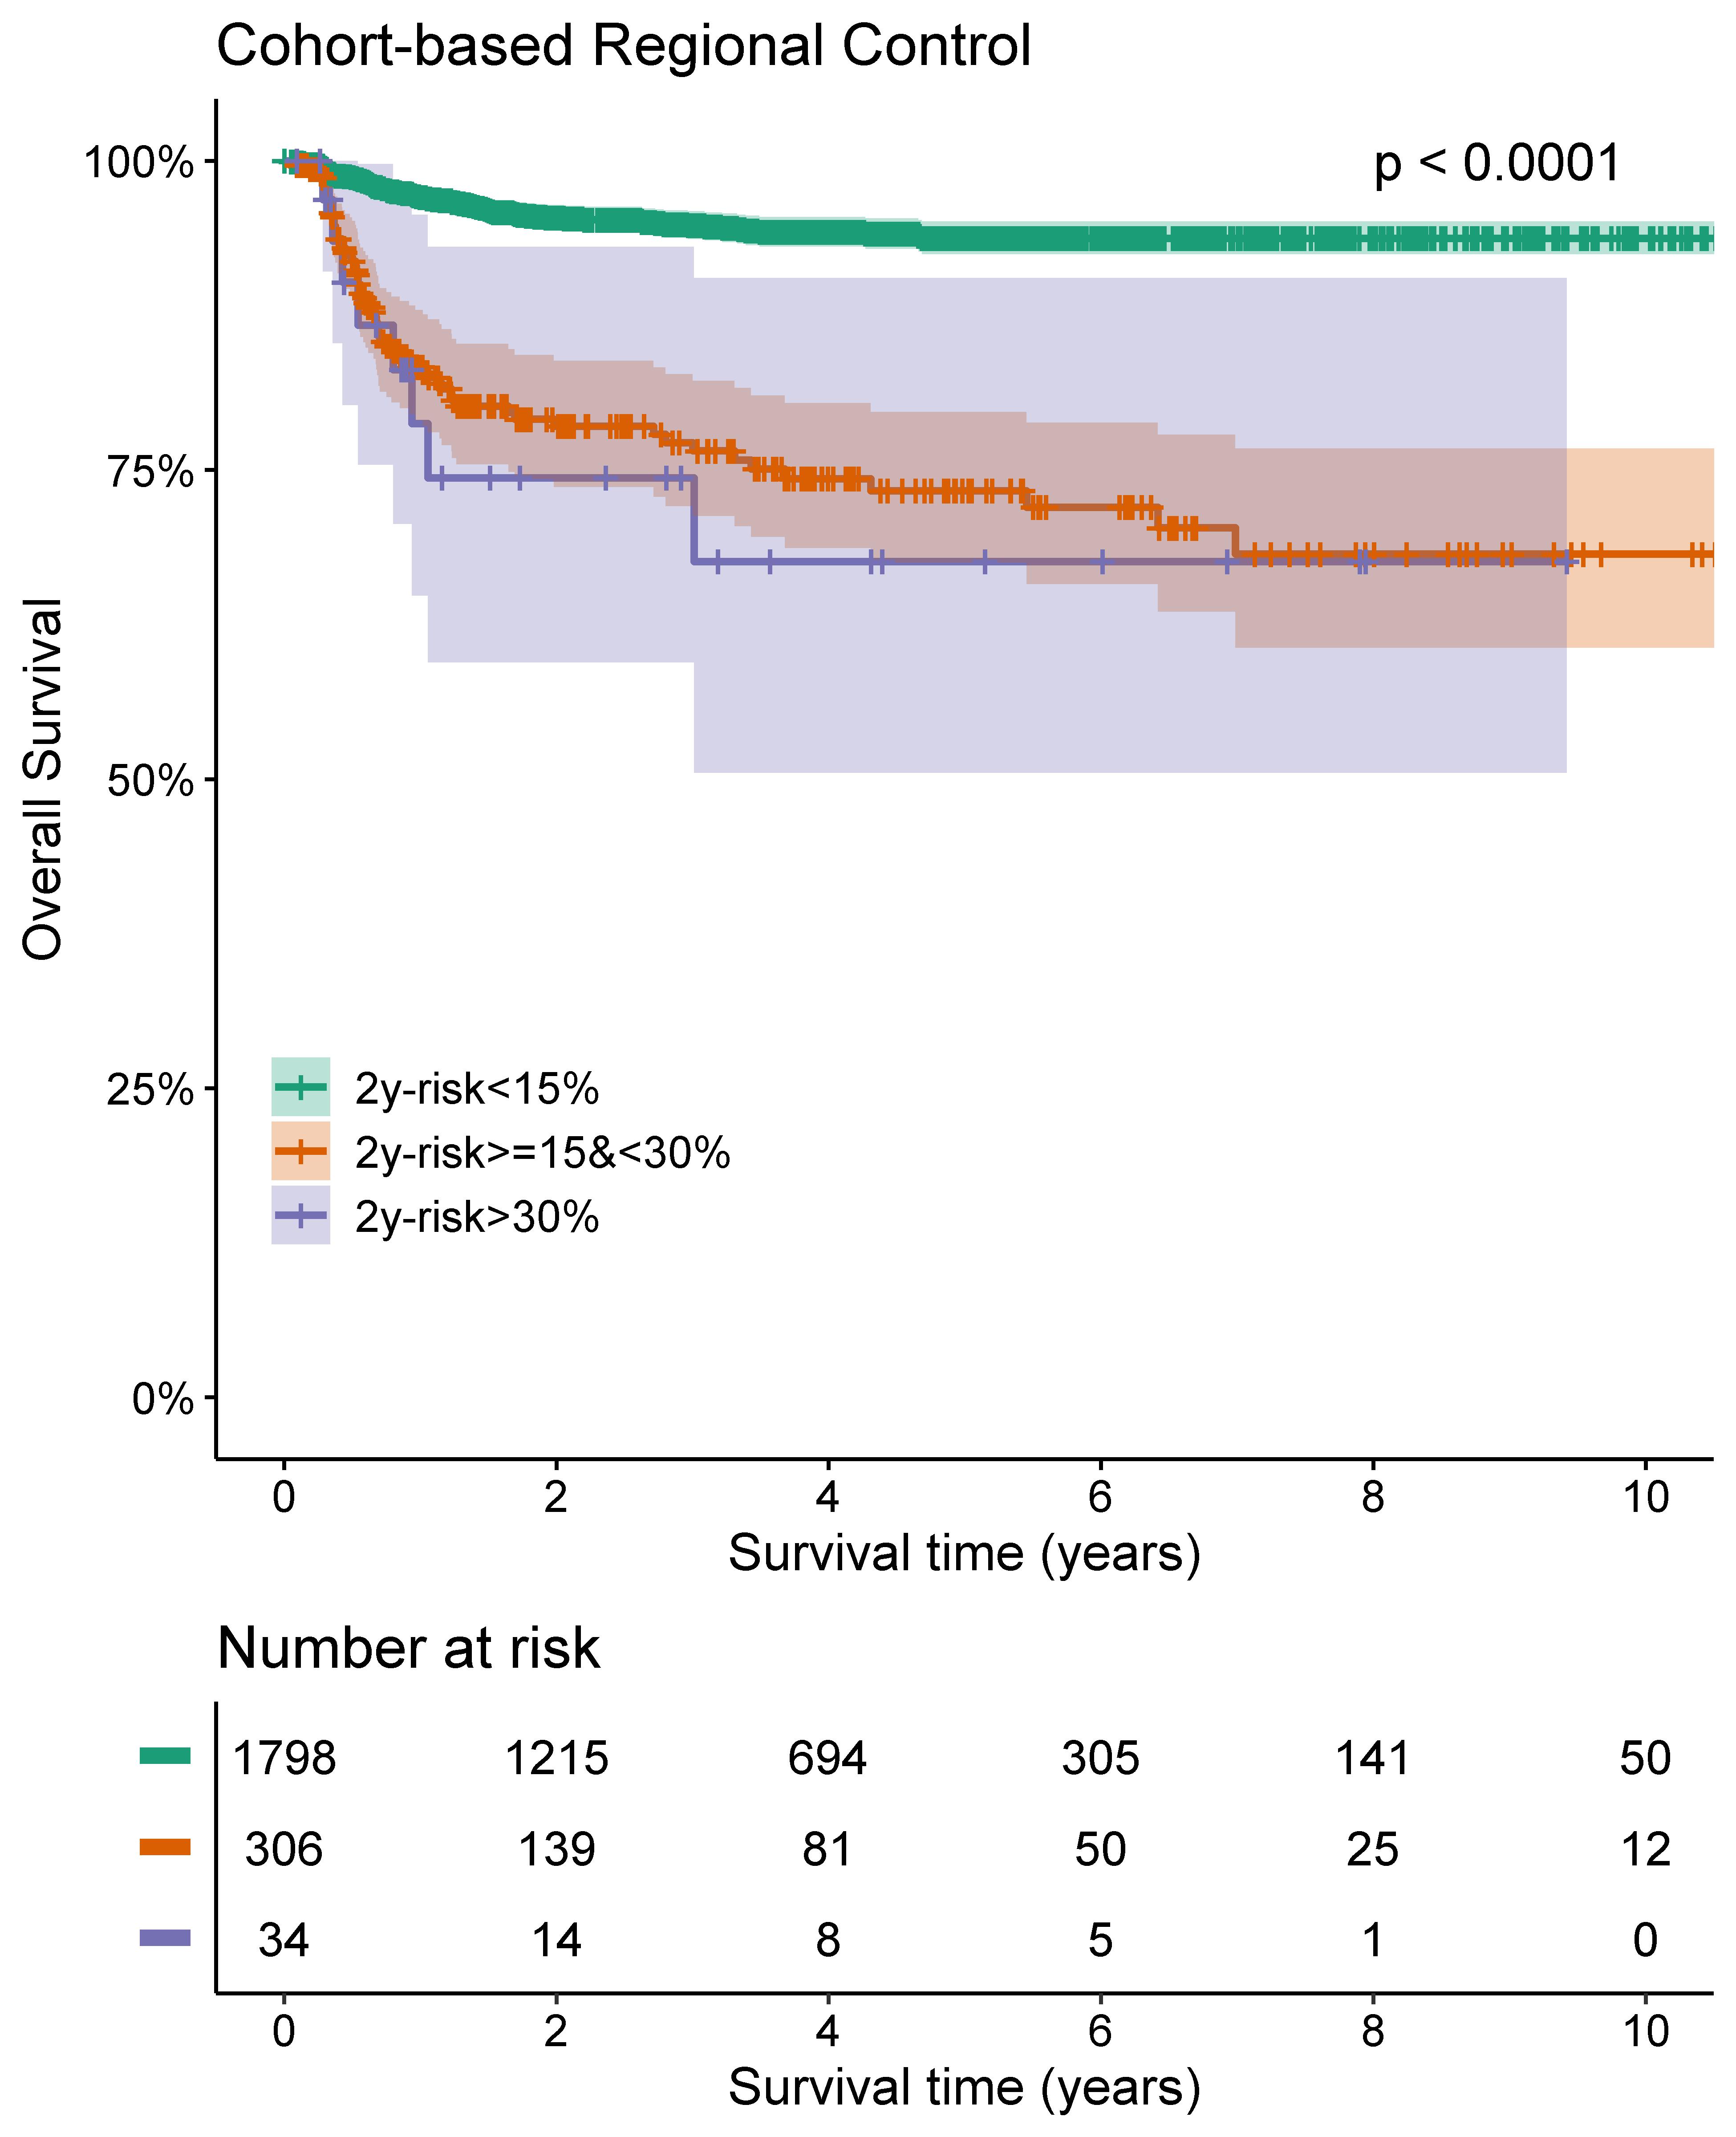 Cohort-based Regional Control
100%
p < 0.0001
75%
50%
25%
0%
Overall Survival
2y-risk<15%
2y-risk>=15&<30%
2y-risk>30%
0 2 4 6 8 10
Survival time (years)
Number at risk
1798 1215 694 305 141 50
306 139 81 50 25 12
34 14 8 5 1 0
0 2 4 6 8 10
Survival time (years)